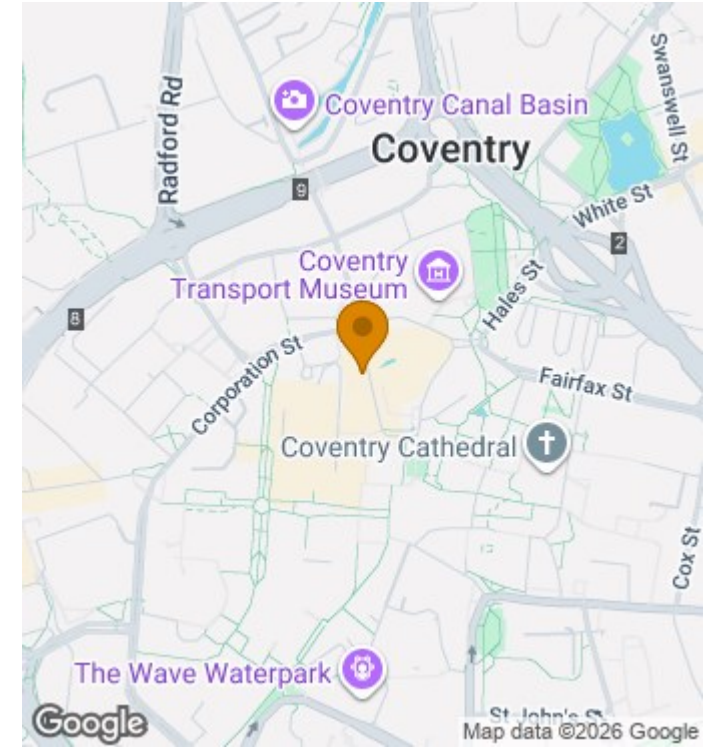 Swanswell St
Radford Rd
Coventry Canal Basin
Coventry
9
White St
2
Coventry
Transport Museum
Hales St
8
Corporation St
Fairfax St
Coventry Cathedral
Cox St
The Wave Waterpark
St John's St
Google
Map data ©2026 Google